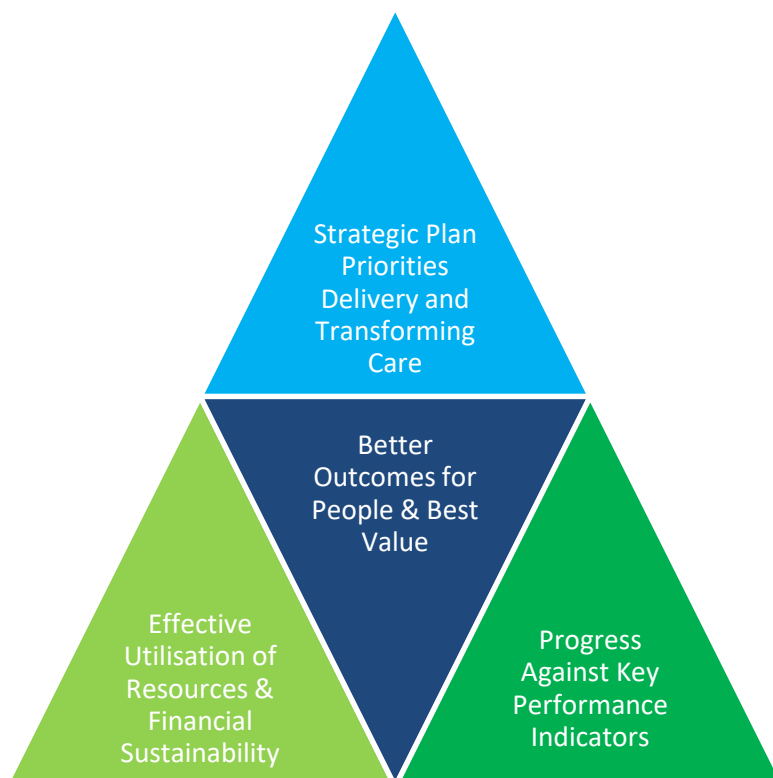 Strategic Plan
Priorities
Delivery and
Transforming
Care
Better
Outcomes for
People & Best
Value
Effective
Utilisation of
Resources &
Financial
Sustainability
Progress
Against Key
Performance
Indicators